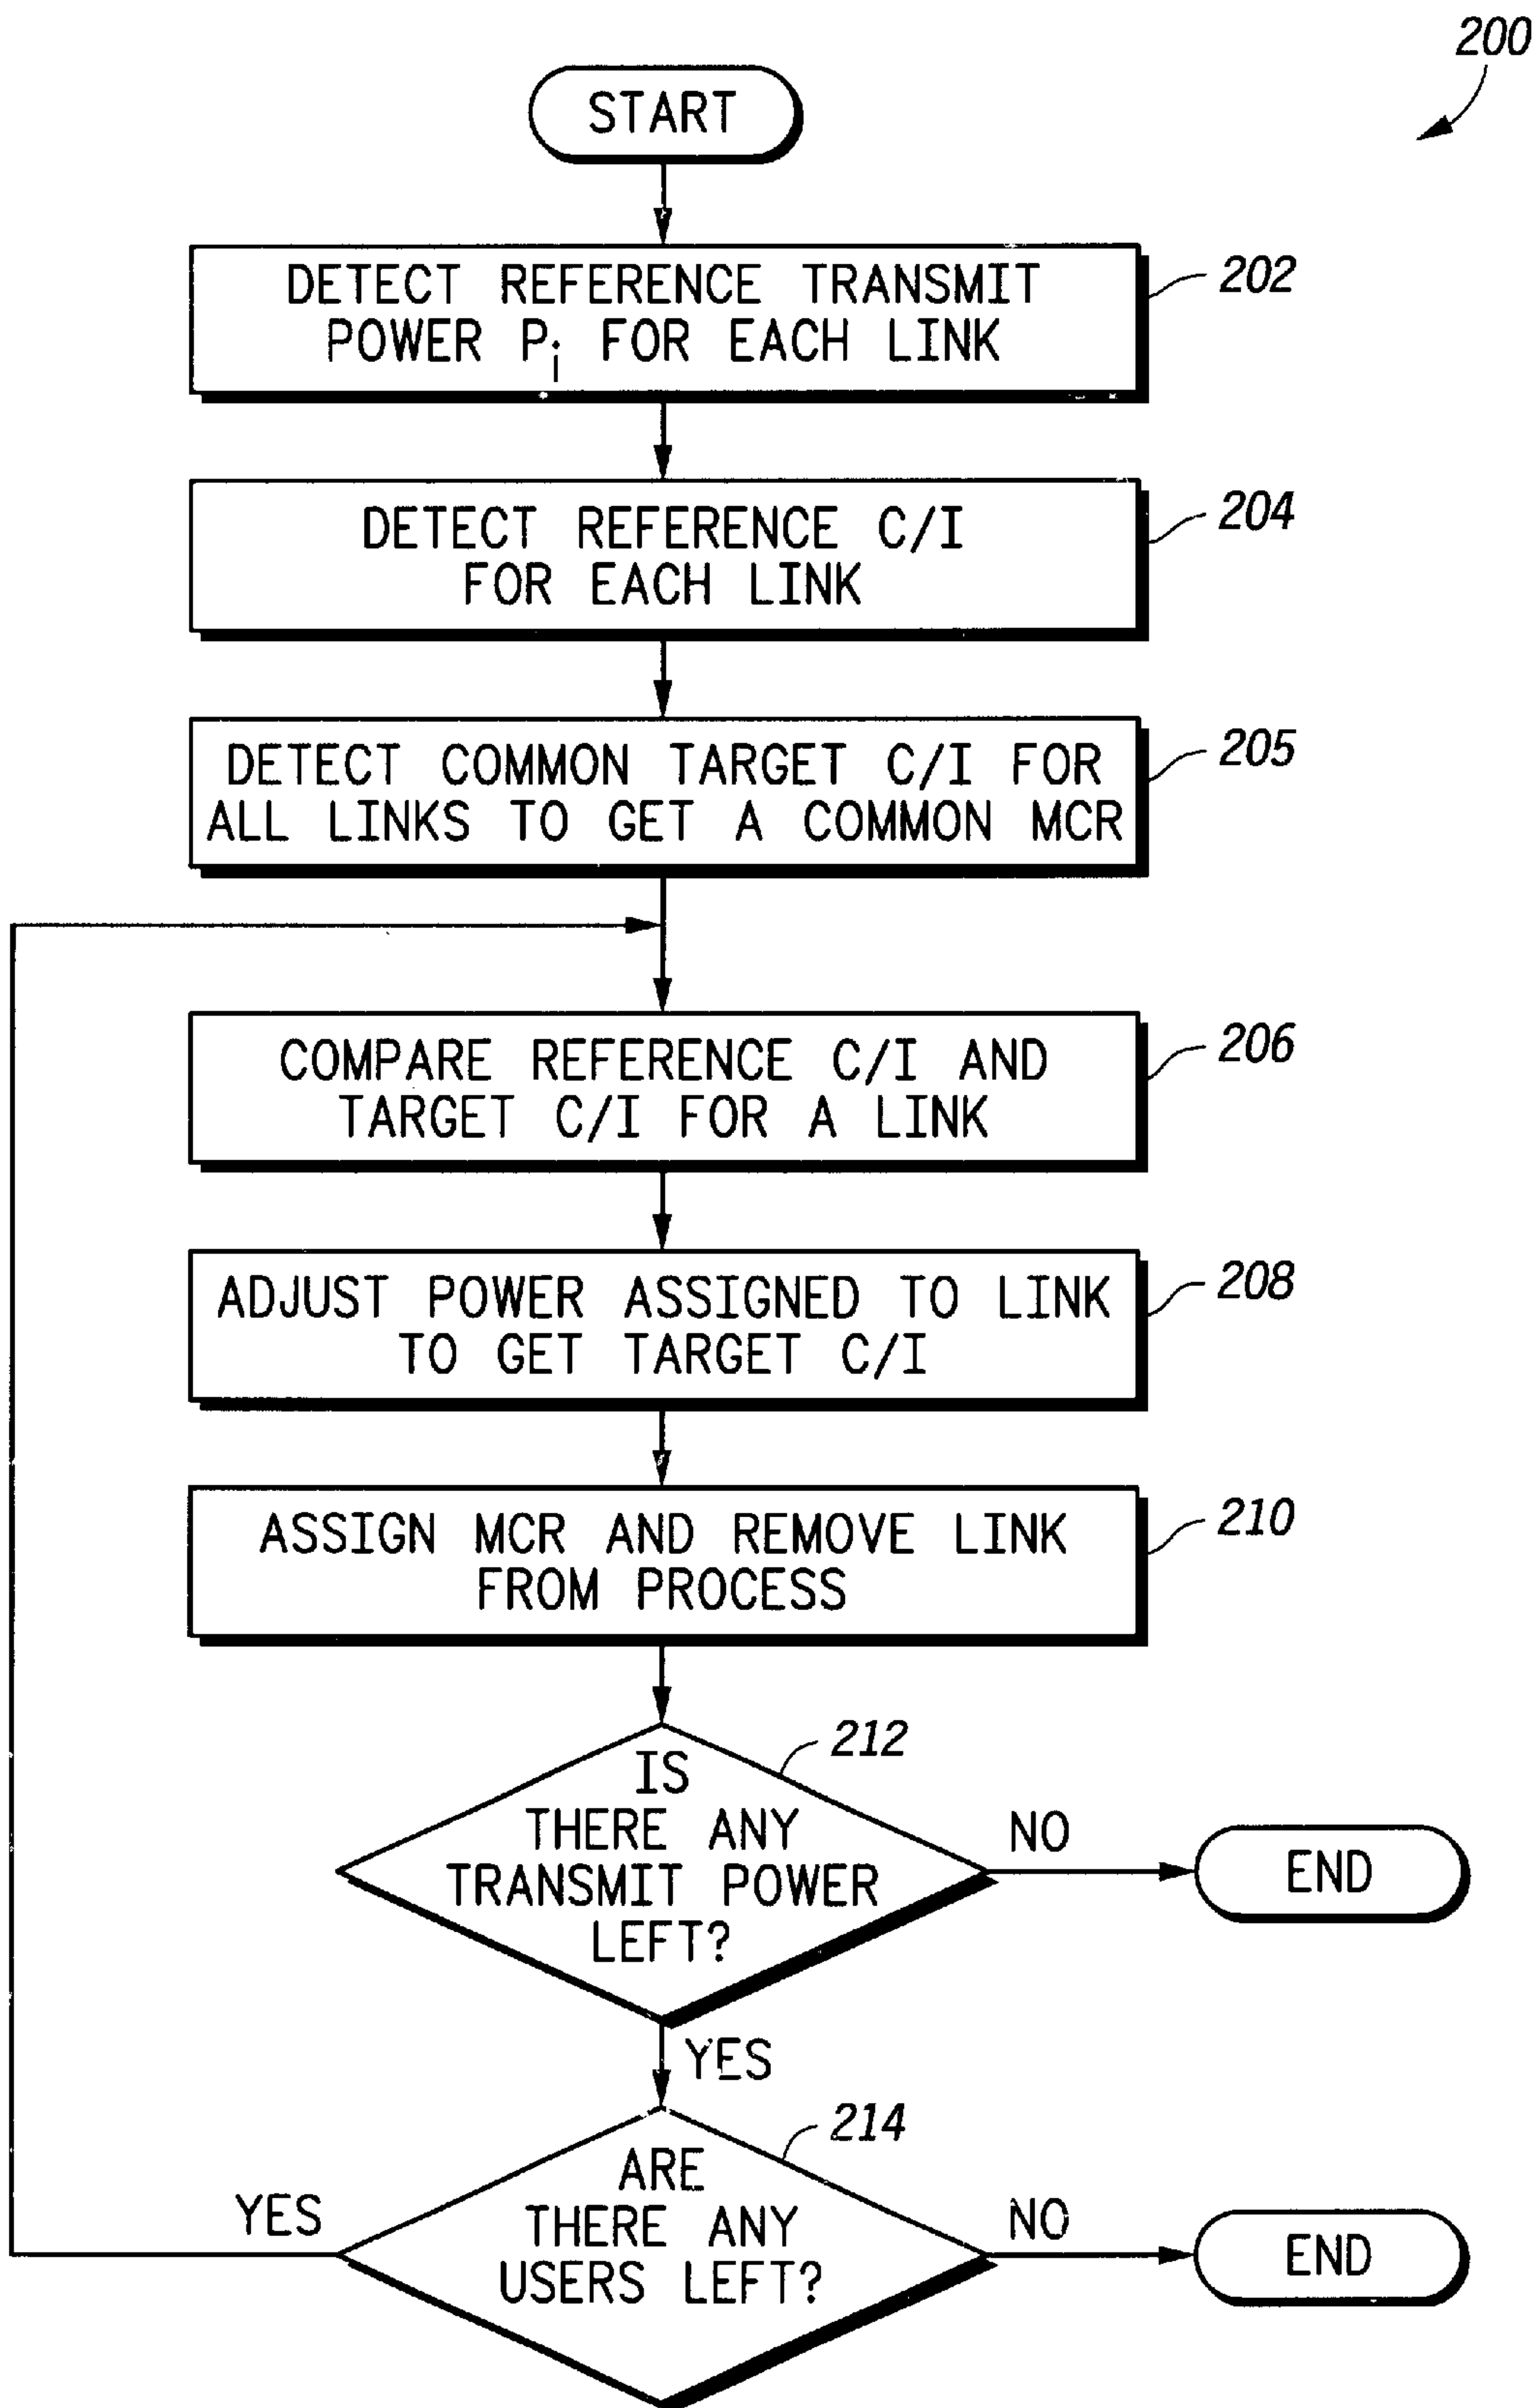 200
START
DETECT REFERENCE TRANSMIT
POWER Pi FOR EACH LINK
202
DETECT REFERENCE C/I
FOR EACH LINK
204
DETECT COMMON TARGET C/I FOR
ALL LINKS TO GET A COMMON MCR
205
COMPARE REFERENCE C/I AND
TARGET C/I FOR A LINK
206
ADJUST POWER ASSIGNED TO LINK
TO GET TARGET C/I
208
ASSIGN MCR AND REMOVE LINK
FROM PROCESS
210
212
IS
THERE ANY
TRANSMIT POWER
LEFT?
NO
END
YES
214
ARE
THERE ANY
USERS LEFT?
YES
NO
END